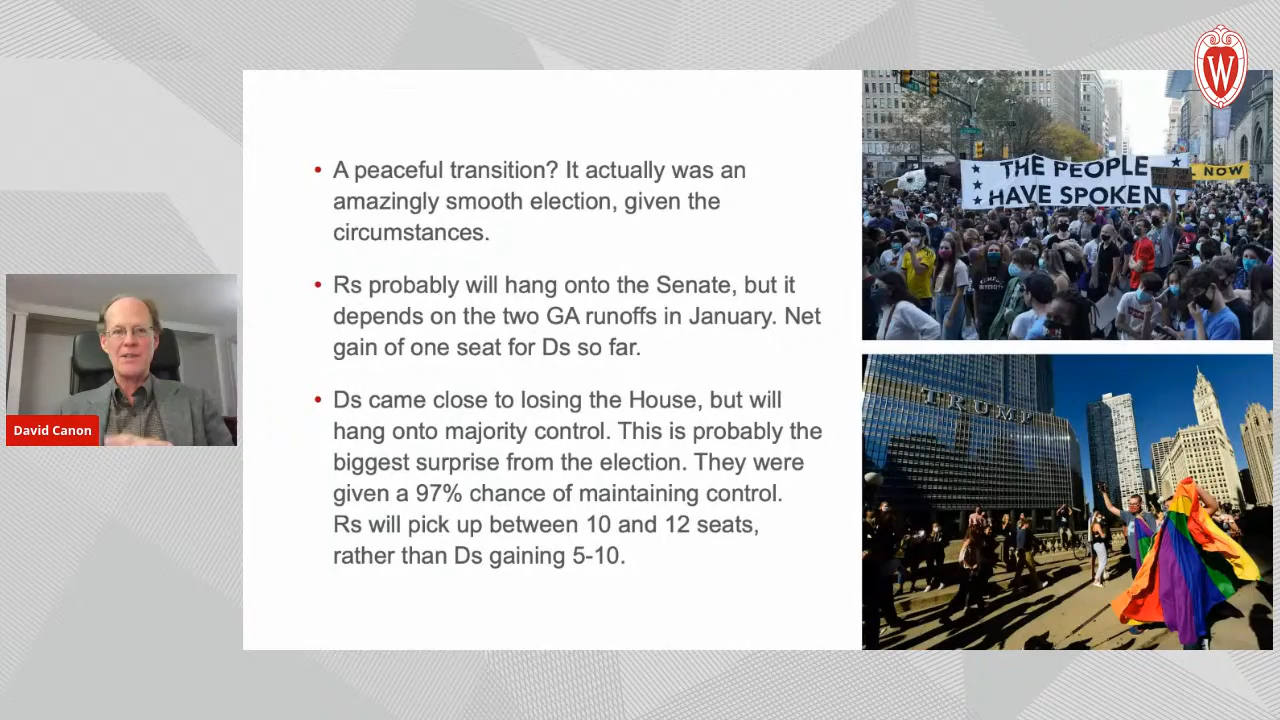 W
• A peaceful transition? It actually was an
amazingly smooth election, given the
circumstances.
• Rs probably will hang onto the Senate, but it
depends on the two GA runoffs in January. Net
gain of one seat for Ds so far.
• Ds came close to losing the House, but will
hang onto majority control. This is probably the
biggest surprise from the election. They were
given a 97% chance of maintaining control.
Rs will pick up between 10 and 12 seats,
rather than Ds gaining 5-10.
THE PEOPLE
HAVE SPOKEN
NOW
TRUMP
David Canon